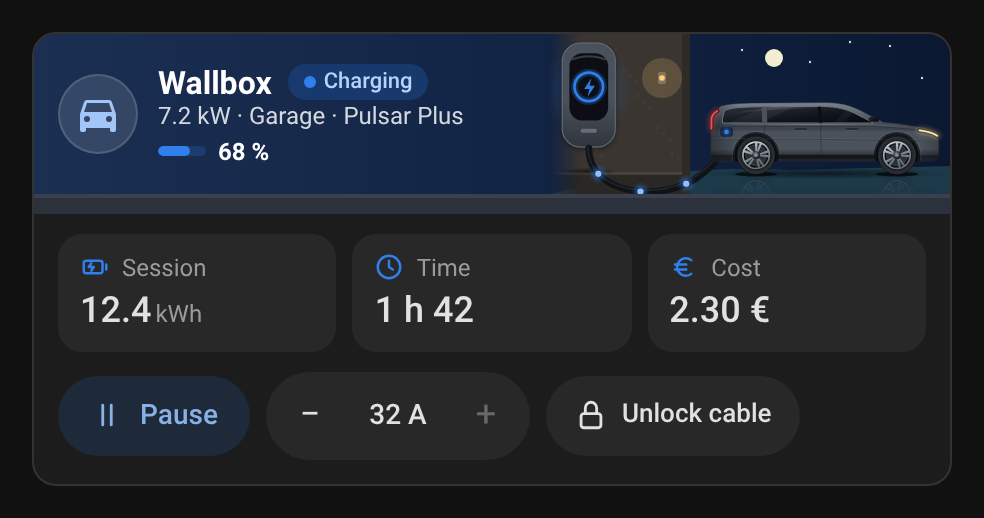 Wallbox
Charging
7.2 kW · Garage · Pulsar Plus
68 %
Session
12.4 kWh
Time
1 h 42
Cost
2.30 €
Pause
− 32 A +
Unlock cable